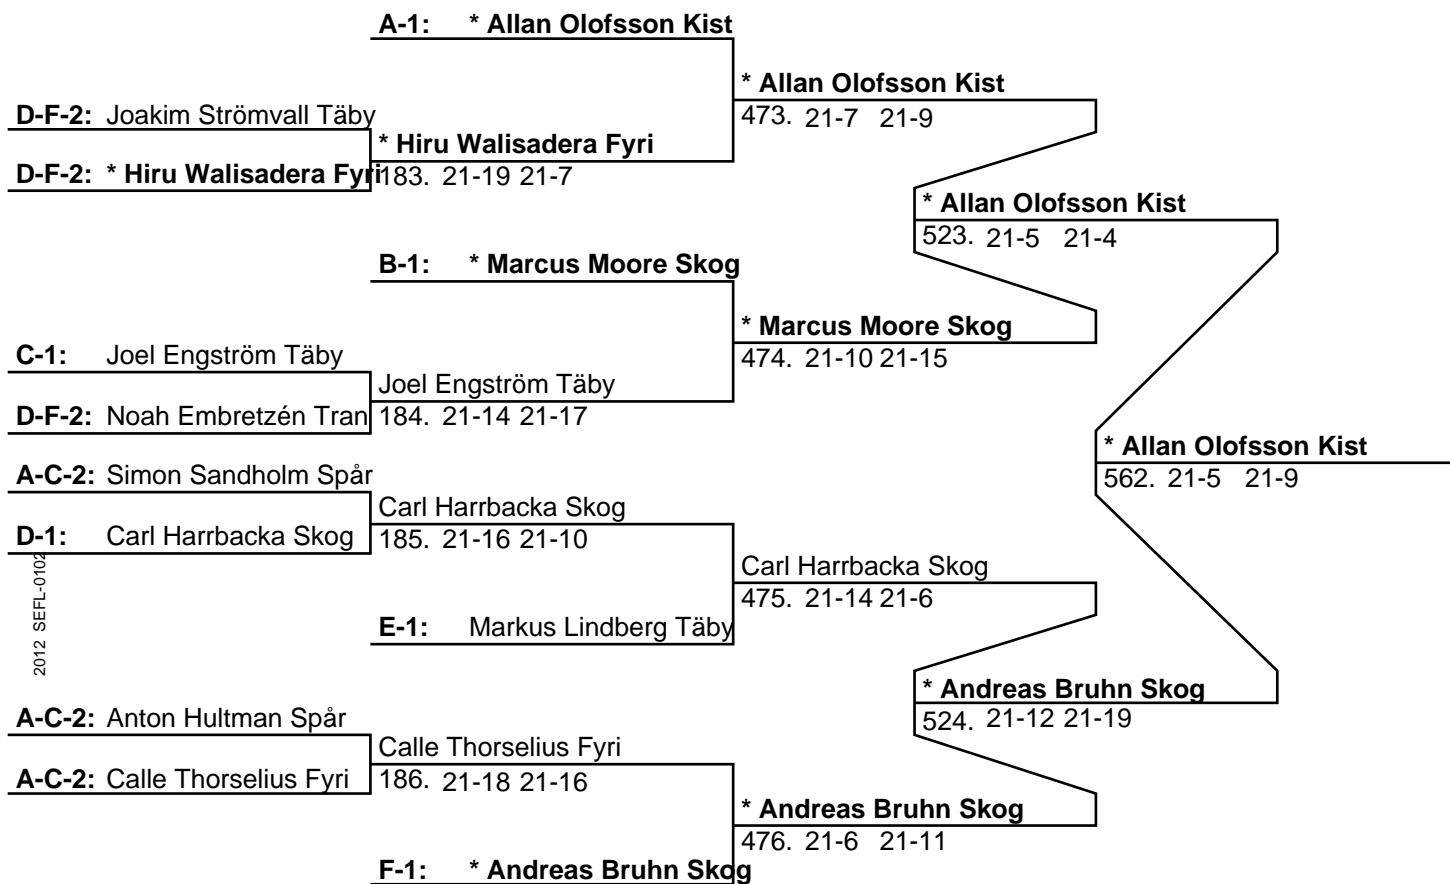 A-1: * Allan Olofsson Kist
* Allan Olofsson Kist
473. 21-7 21-9
D-F-2: Joakim Strömvall Täby
* Hiru Walisadera Fyri
D-F-2: * Hiru Walisadera Fyri
183. 21-19 21-7
* Allan Olofsson Kist
523. 21-5 21-4
B-1: * Marcus Moore Skog
* Marcus Moore Skog
474. 21-10 21-15
C-1: Joel Engström Täby
Joel Engström Täby
D-F-2: Noah Embretzén Tran
184. 21-14 21-17
* Allan Olofsson Kist
562. 21-5 21-9
A-C-2: Simon Sandholm Spår
Carl Harrbacka Skog
D-1: Carl Harrbacka Skog
185. 21-16 21-10
Carl Harrbacka Skog
475. 21-14 21-6
E-1: Markus Lindberg Täby
2012 SEFL-0102
* Andreas Bruhn Skog
524. 21-12 21-19
A-C-2: Anton Hultman Spår
Calle Thorselius Fyri
A-C-2: Calle Thorselius Fyri
186. 21-18 21-16
* Andreas Bruhn Skog
476. 21-6 21-11
F-1: * Andreas Bruhn Skog